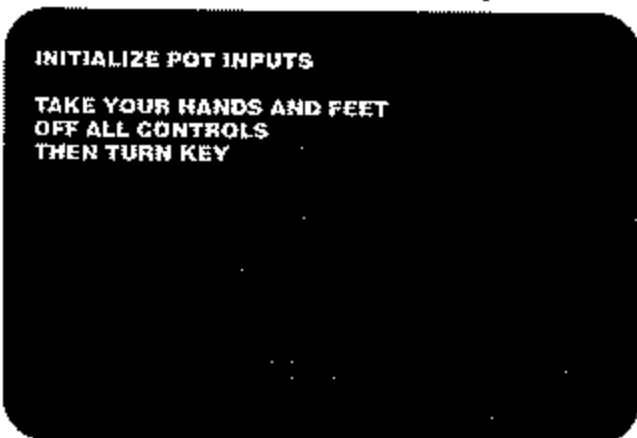 INITIALIZE POT INPUTS
TAKE YOUR HANDS AND FEET
OFF ALL CONTROLS
THEN TURN KEY